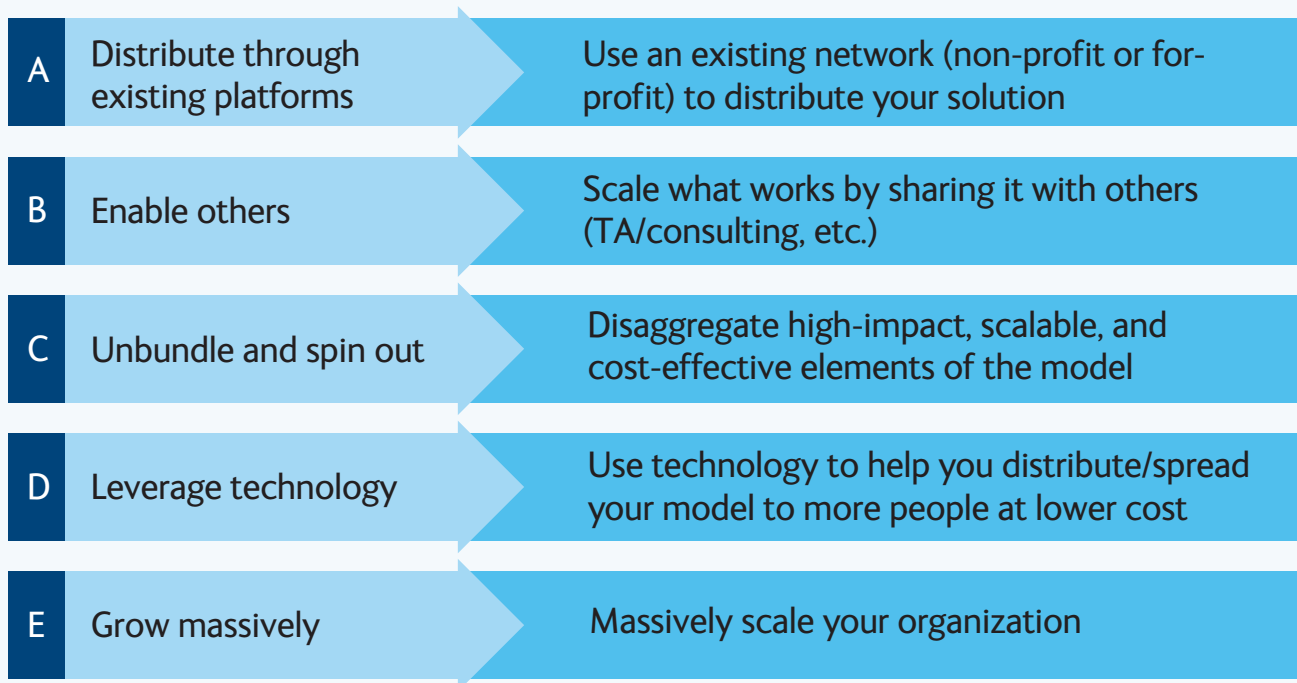 A
Distribute through
existing platforms
Use an existing network (non-profit or for-
profit) to distribute your solution
B
Enable others
Scale what works by sharing it with others
(TA/consulting, etc.)
C
Unbundle and spin out
Disaggregate high-impact, scalable, and
cost-effective elements of the model
D
Leverage technology
Use technology to help you distribute/spread
your model to more people at lower cost
E
Grow massively
Massively scale your organization